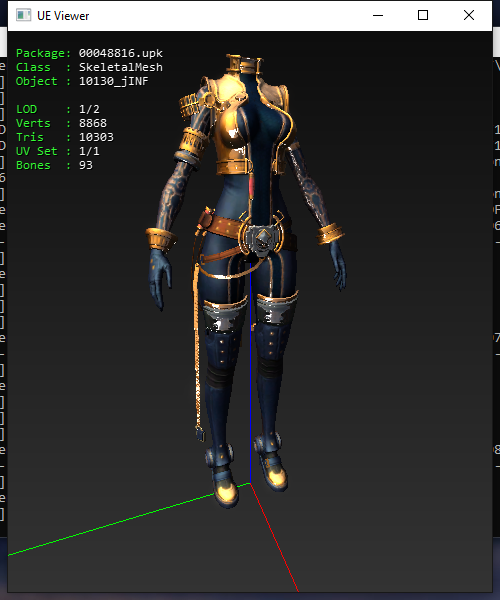 UE Viewer
Package: 00048816.upk
Class : SkeletalMesh
Object : 10130_jINF
LOD : 1/2
Verts : 8868
Tris : 10303
UV Set : 1/1
Bones : 93